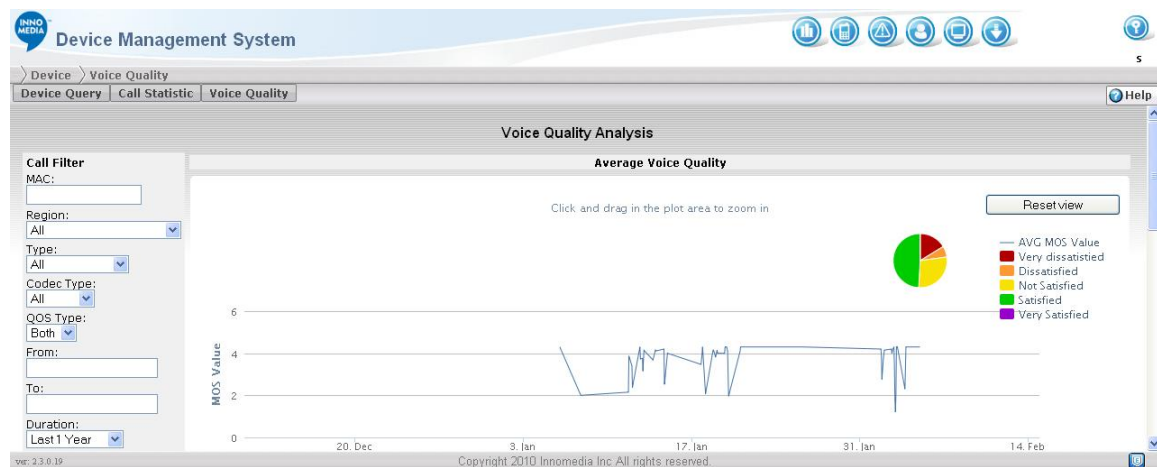 INNO
MEDIA
Device Management System
s
Device Voice Quality
Device Query Call Statistic Voice Quality
Help
Voice Quality Analysis
Call Filter
Average Voice Quality
MAC:
Region:
All
Type:
All
Codec Type:
All
QOS Type:
Both
From:
To:
Duration:
Last 1 Year
Click and drag in the plot area to zoom in
Reset view
AVG MOS Value
Very dissatistied
Dissatisfied
Not Satisfied
Satisfied
Very Satisfied
MOS Value
6
4
2
0
20. Dec 3. Jan 17. Jan 31. Jan 14. Feb
ver: 2.3.0.19
Copyright 2010 Innomedia Inc All rights reserved.